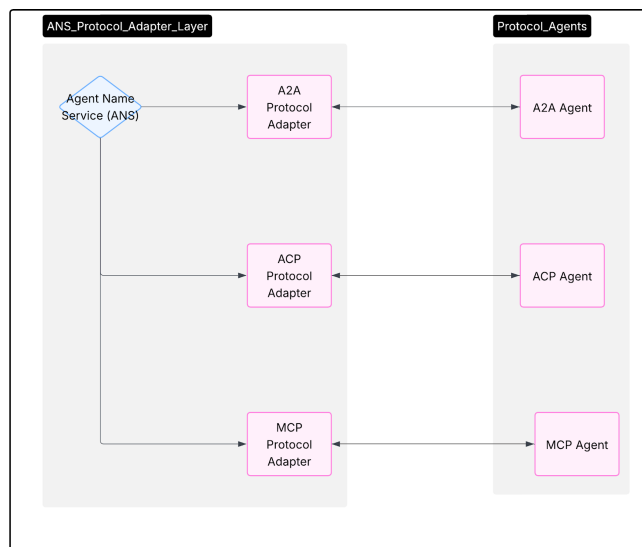 ANS_Protocol_Adapter_Layer
Protocol_Agents
Agent Name
Service (ANS)
A2A
Protocol
Adapter
A2A Agent
ACP
Protocol
Adapter
ACP Agent
MCP
Protocol
Adapter
MCP Agent